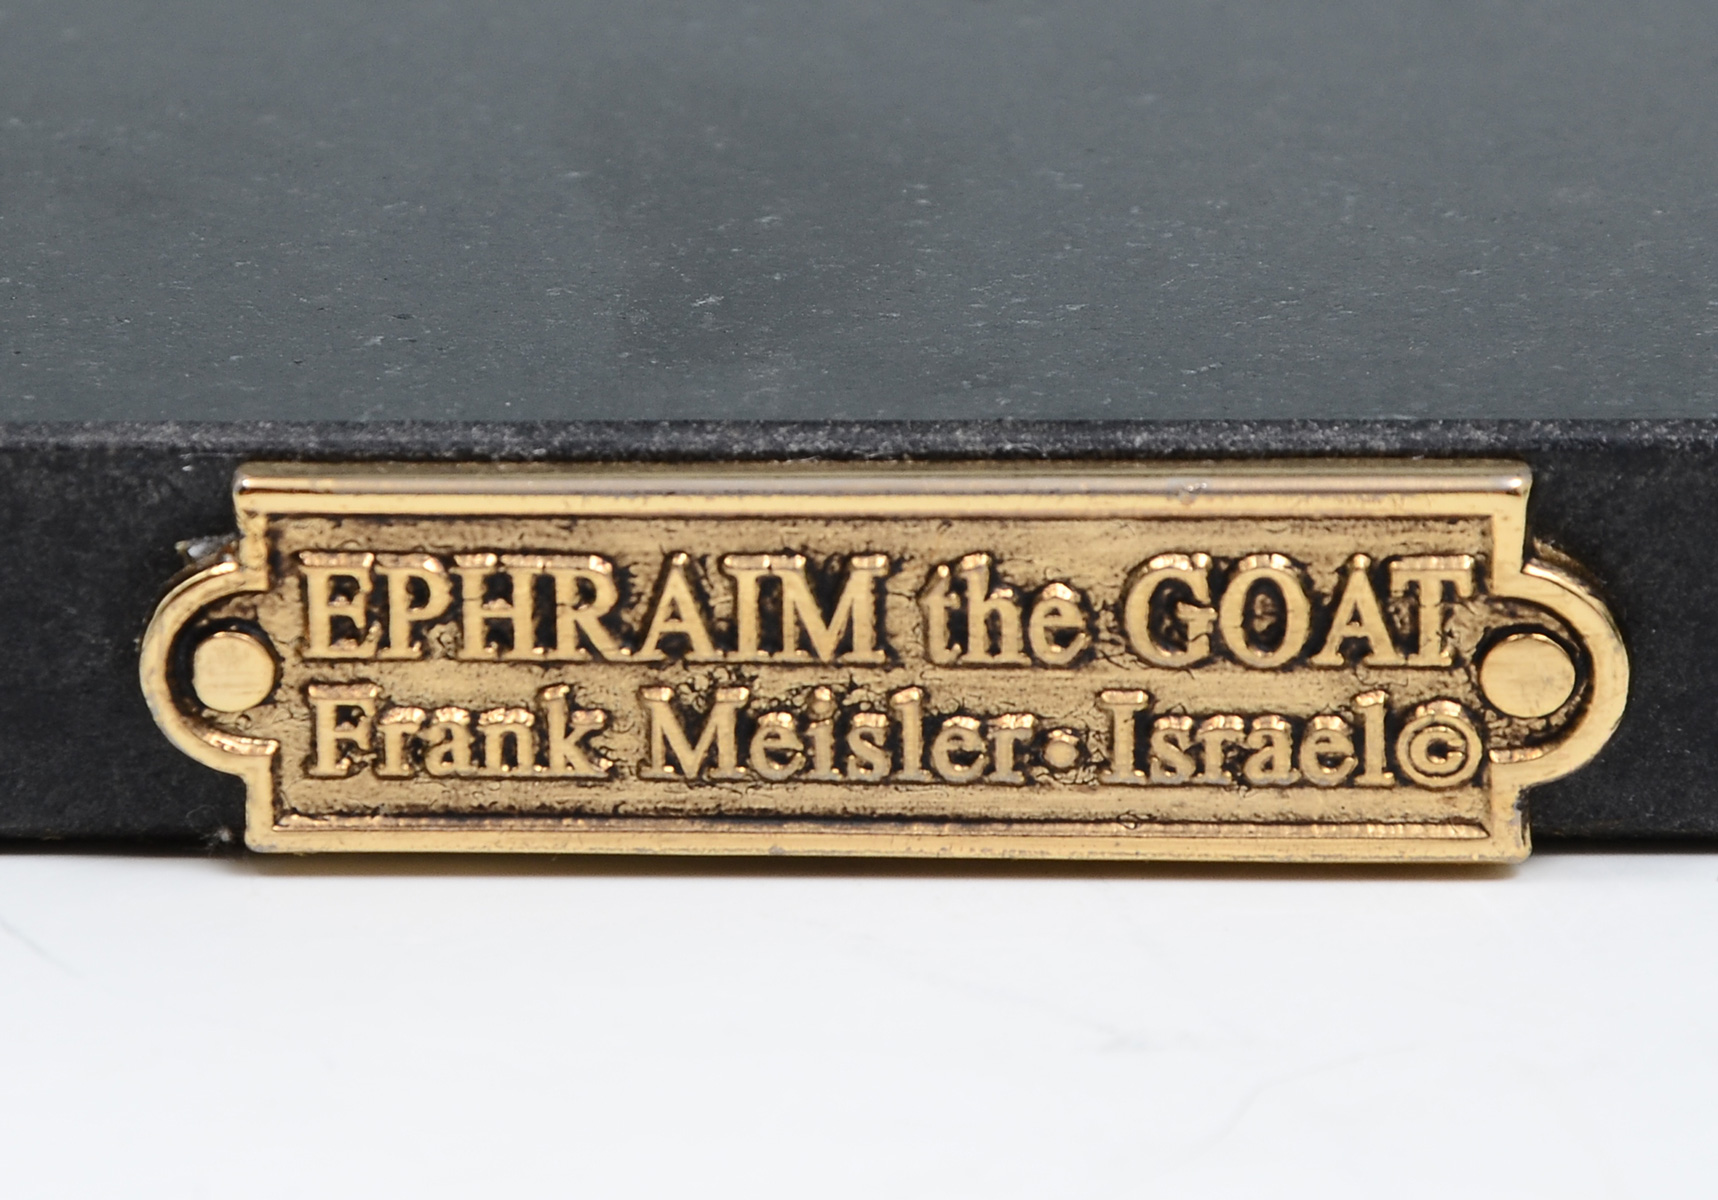 EPHRAIM the GOAT
Frank Meisler • Israel ©